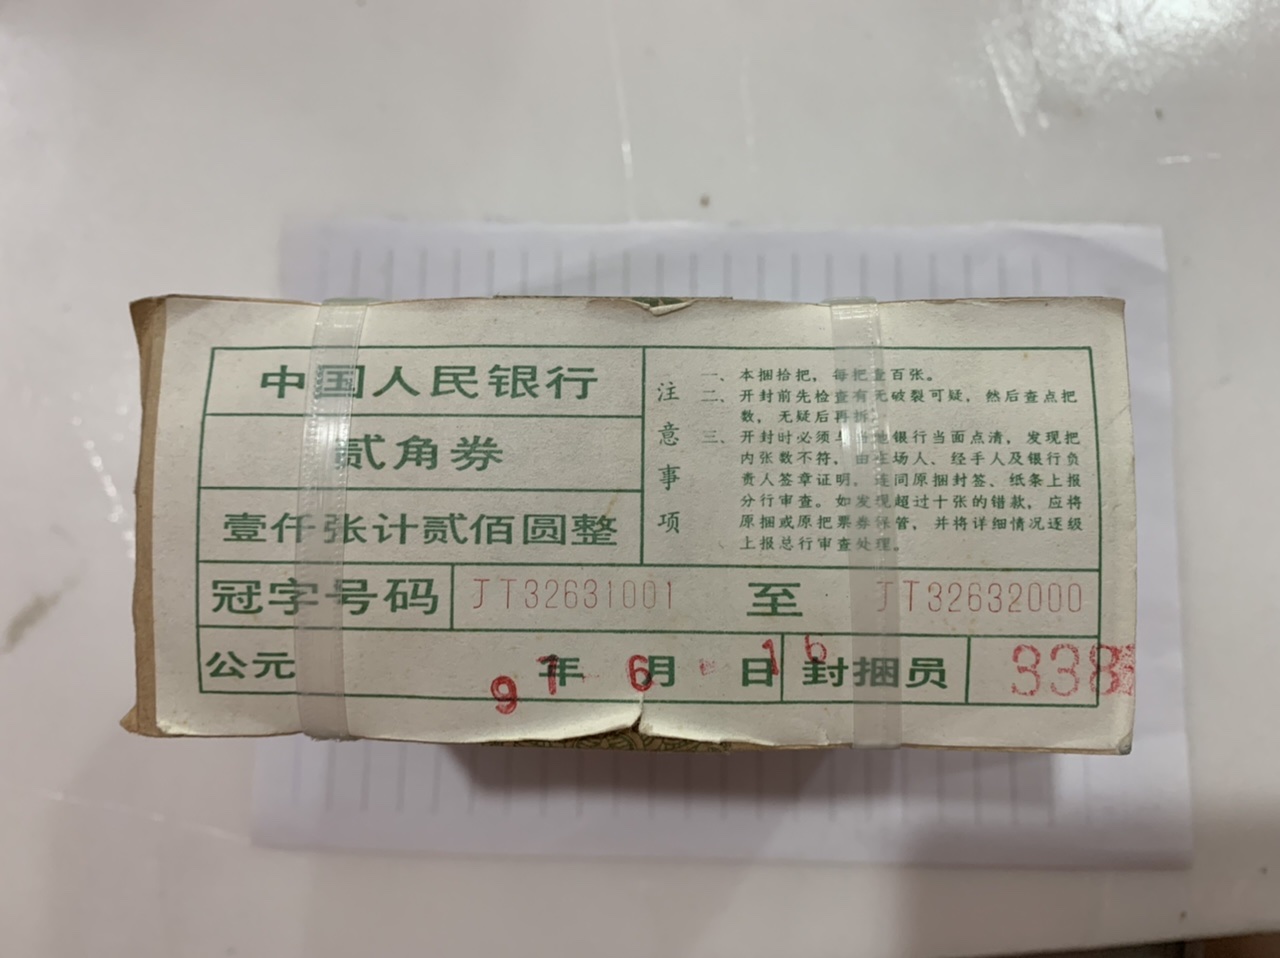 中国人民银行
贰角券
壹仟张计贰佰圆整
注意事项
一、本捆拾把，每把壹百张。
二、开封前先检查有无破裂可疑，然后查点把
数，无疑后再拆。
三、开封时必须与当地银行当面点清，发现把
内张数不符，由在场人、经手人及银行负
责人签章证明，连同原捆封签、纸条上报
分行审查。如发现超过十张的错款，应将
原捆或原把票券保管，并将详细情况逐级
上报总行审查处理。
冠字号码 JT32631001 至 JT32632000
公元 97年 6月 16日 封捆员 338